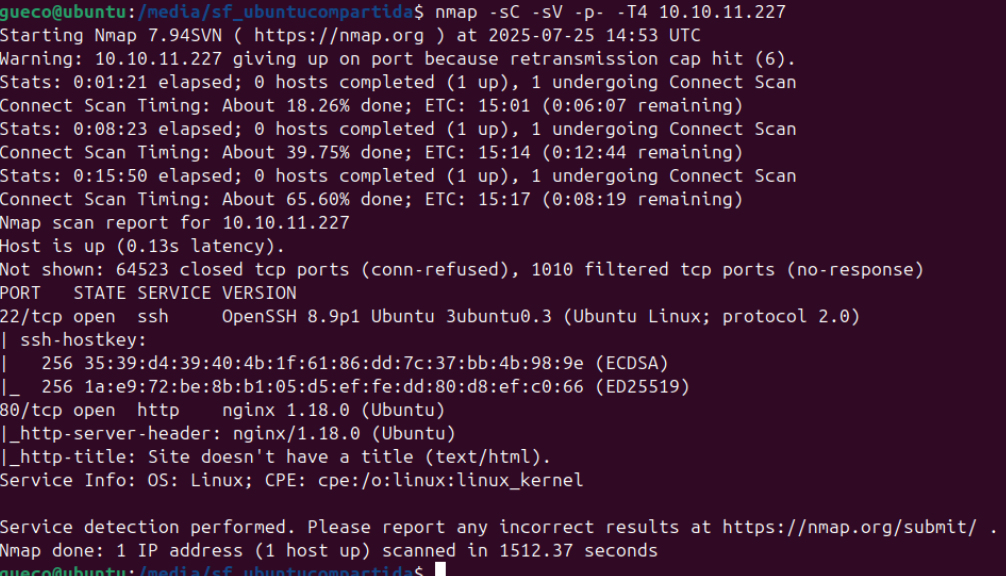 gueco@ubuntu:/media/sf_ubuntucompartida$ nmap -sC -sV -p- -T4 10.10.11.227
Starting Nmap 7.94SVN ( https://nmap.org ) at 2025-07-25 14:53 UTC
Warning: 10.10.11.227 giving up on port because retransmission cap hit (6).
Stats: 0:01:21 elapsed; 0 hosts completed (1 up), 1 undergoing Connect Scan
Connect Scan Timing: About 18.26% done; ETC: 15:01 (0:06:07 remaining)
Stats: 0:08:23 elapsed; 0 hosts completed (1 up), 1 undergoing Connect Scan
Connect Scan Timing: About 39.75% done; ETC: 15:14 (0:12:44 remaining)
Stats: 0:15:50 elapsed; 0 hosts completed (1 up), 1 undergoing Connect Scan
Connect Scan Timing: About 65.60% done; ETC: 15:17 (0:08:19 remaining)
Nmap scan report for 10.10.11.227
Host is up (0.13s latency).
Not shown: 64523 closed tcp ports (conn-refused), 1010 filtered tcp ports (no-response)
PORT   STATE SERVICE VERSION
22/tcp open  ssh     OpenSSH 8.9p1 Ubuntu 3ubuntu0.3 (Ubuntu Linux; protocol 2.0)
| ssh-hostkey:
|   256 35:39:d4:39:40:4b:1f:61:86:dd:7c:37:bb:4b:98:9e (ECDSA)
|_  256 1a:e9:72:be:8b:b1:05:d5:ef:fe:dd:80:d8:ef:c0:66 (ED25519)
80/tcp open  http    nginx 1.18.0 (Ubuntu)
|_http-server-header: nginx/1.18.0 (Ubuntu)
|_http-title: Site doesn't have a title (text/html).
Service Info: OS: Linux; CPE: cpe:/o:linux:linux_kernel

Service detection performed. Please report any incorrect results at https://nmap.org/submit/ .
Nmap done: 1 IP address (1 host up) scanned in 1512.37 seconds
gueco@ubuntu:/media/sf_ubuntucompartida$